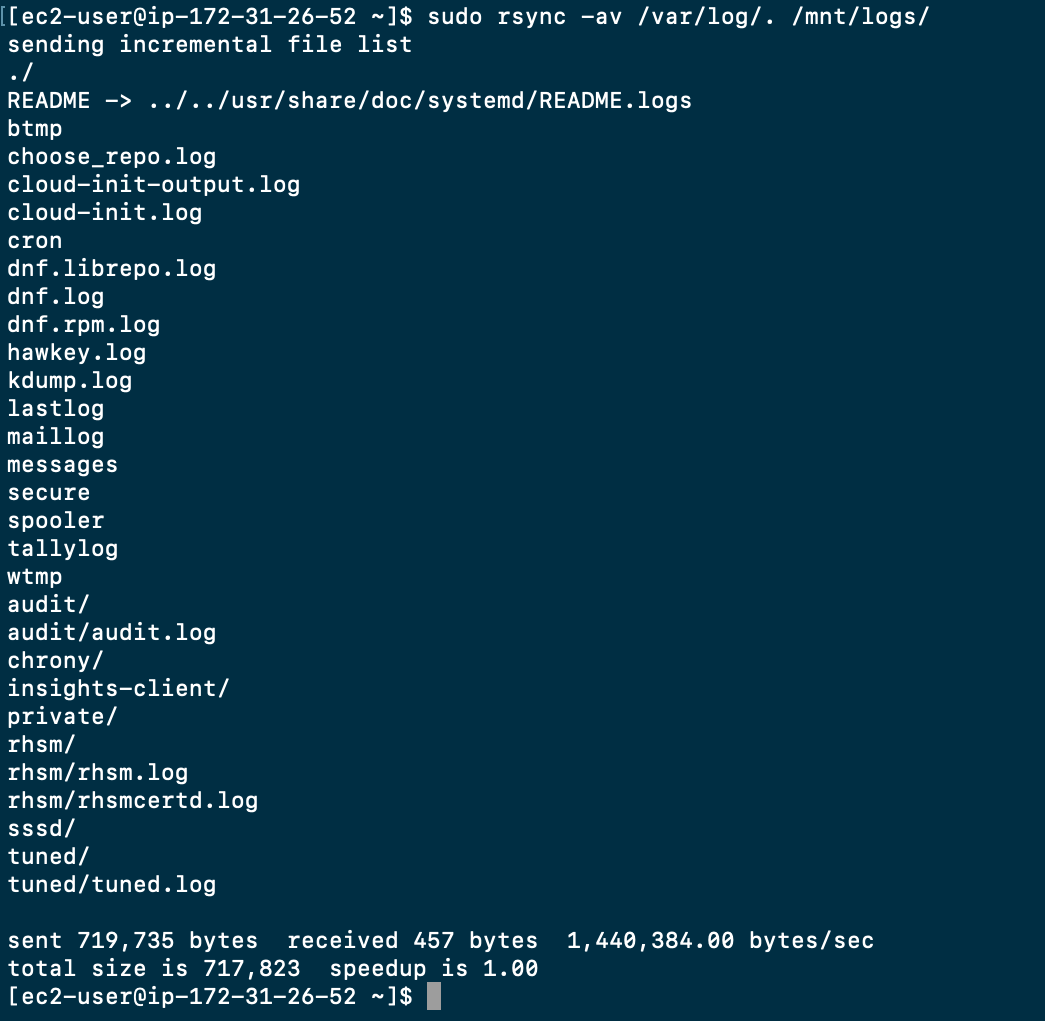 [[ec2-user@ip-172-31-26-52 ~]$ sudo rsync -av /var/log/. /mnt/logs/
sending incremental file list
./
README -> ../../usr/share/doc/systemd/README.logs
btmp
choose_repo.log
cloud-init-output.log
cloud-init.log
cron
dnf.librepo.log
dnf.log
dnf.rpm.log
hawkey.log
kdump.log
lastlog
maillog
messages
secure
spooler
tallylog
wtmp
audit/
audit/audit.log
chrony/
insights-client/
private/
rhsm/
rhsm/rhsm.log
rhsm/rhsmcertd.log
sssd/
tuned/
tuned/tuned.log

sent 719,735 bytes  received 457 bytes  1,440,384.00 bytes/sec
total size is 717,823  speedup is 1.00
[ec2-user@ip-172-31-26-52 ~]$